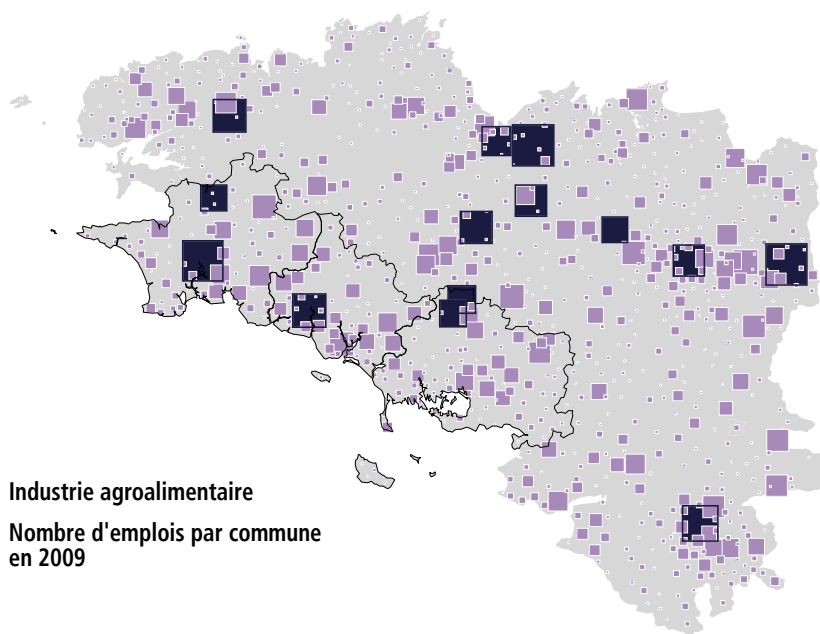 Industrie agroalimentaire
Nombre d'emplois par commune
en 2009